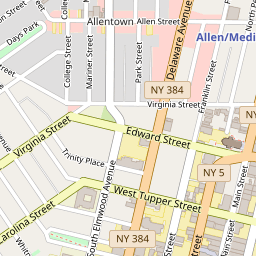 Allentown
Allen Street
Days Park
College Street
Mariner Street
Park Street
Delaware Avenue
Allen/Medi
NY 384
Franklin Street
Virginia Street
Virginia Street
Edward Street
Trinity Place
NY 5
Main Street
Main Street
West Tupper Street
South Elmwood Avenue
Carolina Street
NY 384